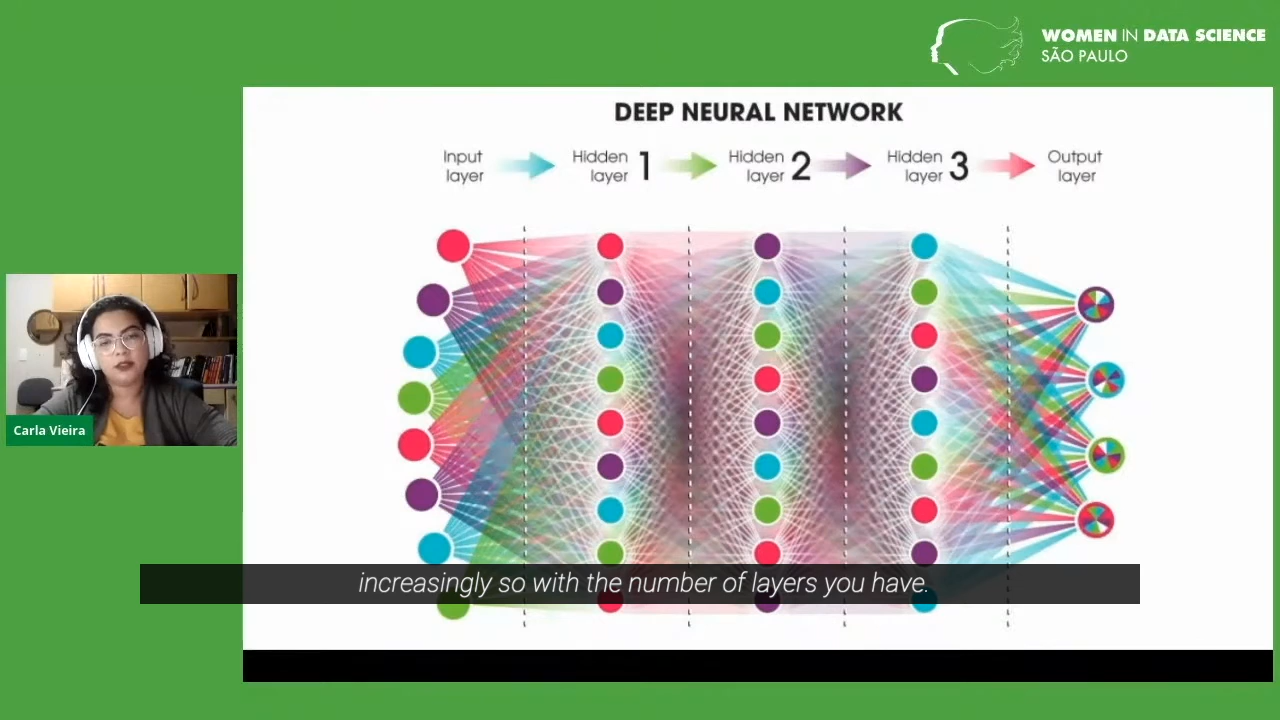 WOMEN IN DATA SCIENCE
SÃO PAULO
DEEP NEURAL NETWORK
Input
layer
Hidden
layer 1
Hidden
layer 2
Hidden
layer 3
Output
layer
Carla Vieira
increasingly so with the number of layers you have.